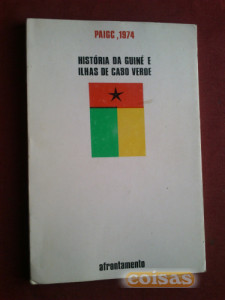 PAIGC, 1974
HISTÓRIA DA GUINÉ E
ILHAS DE CABO VERDE
afrontamento
coisas